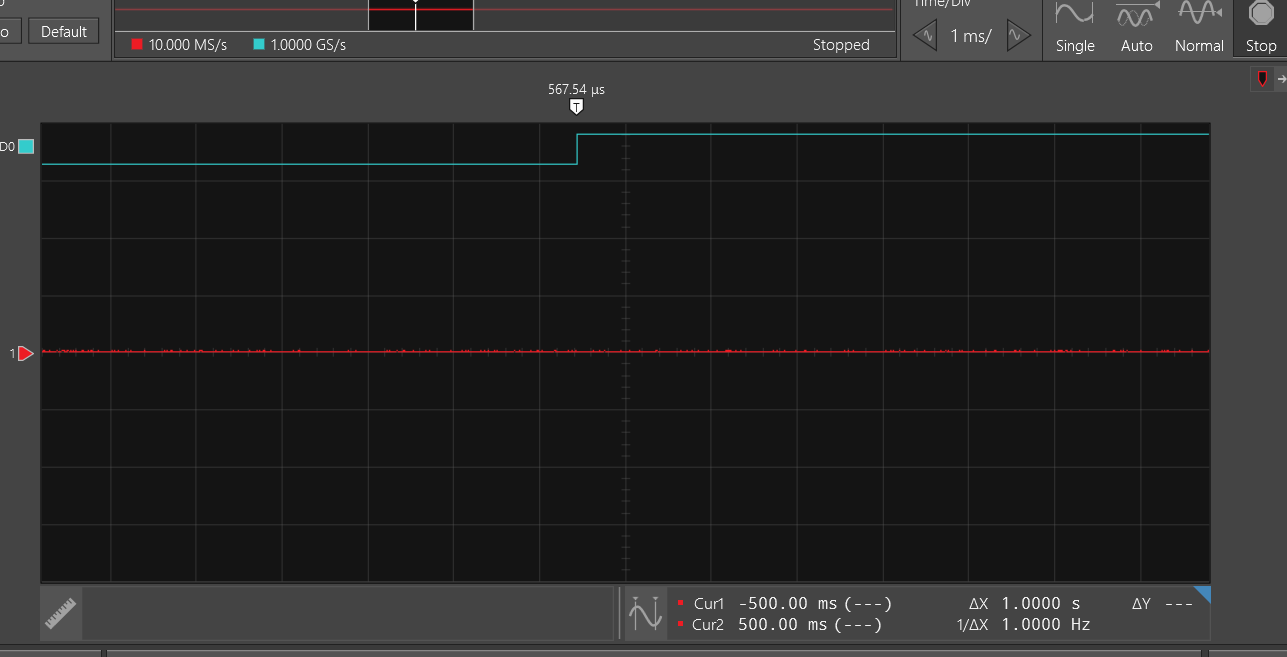 Time/Div
Default
10.000 MS/s
1.0000 GS/s
Stopped
1 ms/
Single
Auto
Normal
Stop
567.54 µs
T
D0
1
Cur1 -500.00 ms (---)
ΔX 1.0000 s
ΔY ---
Cur2 500.00 ms (---)
1/ΔX 1.0000 Hz